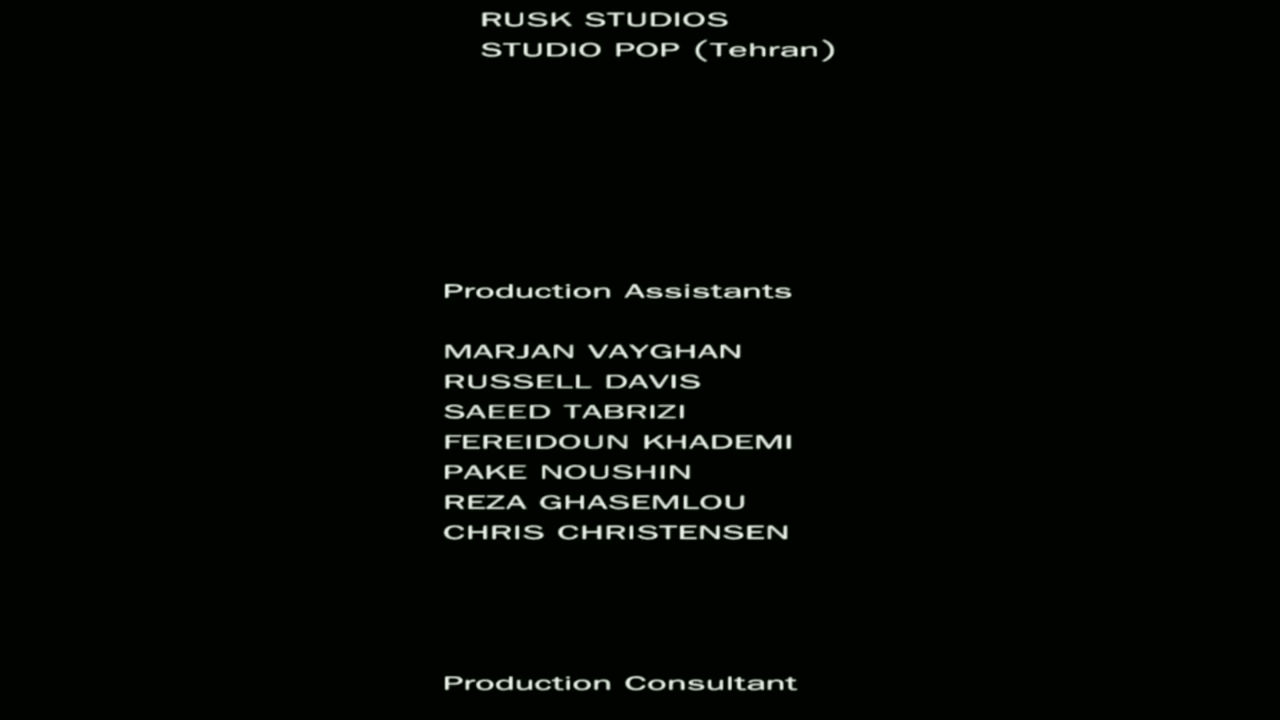 RUSK STUDIOS
STUDIO POP (Tehran)
Production Assistants
MARJAN VAYGHAN
RUSSELL DAVIS
SAEED TABRIZI
FEREIDOUN KHADEMI
PAKE NOUSHIN
REZA GHASEMLOU
CHRIS CHRISTENSEN
Production Consultant